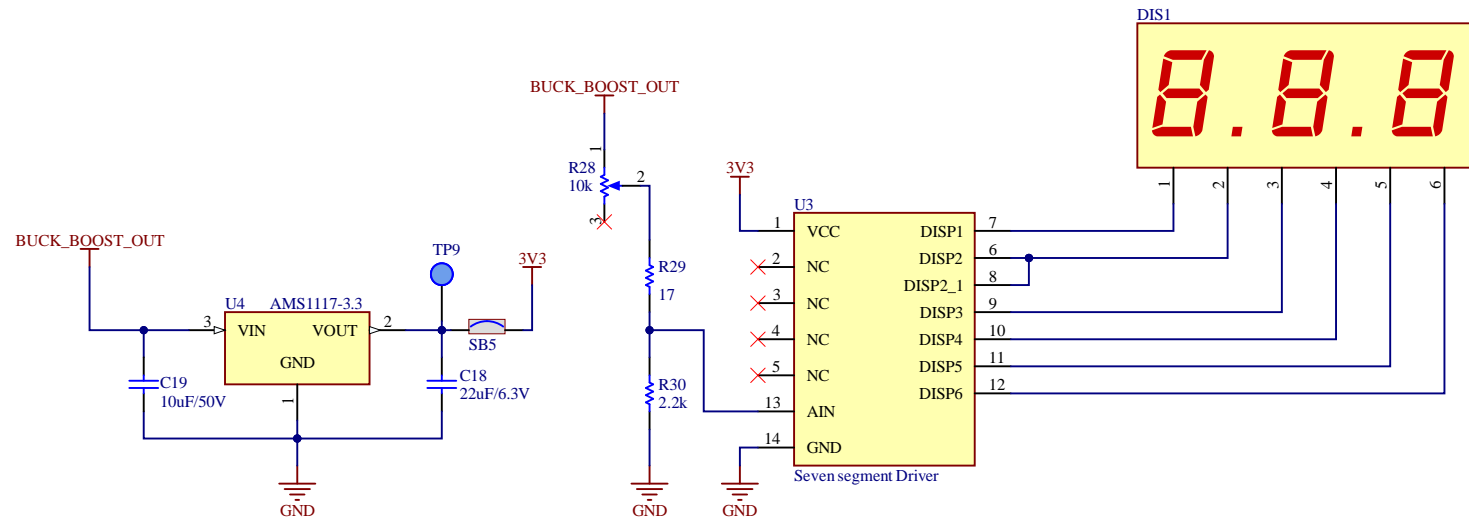 DIS1
8.8.8
1 2 3 4 5 6
BUCK_BOOST_OUT
1
R28
10k
2
3
R29
17
R30
2.2k
GND
3V3
U3
1 VCC
2 NC
3 NC
4 NC
5 NC
13 AIN
14 GND
DISP1 7
DISP2 6
DISP2_1 8
DISP3 9
DISP4 10
DISP5 11
DISP6 12
Seven segment Driver
GND
BUCK_BOOST_OUT
TP9
3V3
U4 AMS1117-3.3
3 VIN VOUT 2
GND
1
SB5
C19
10uF/50V
C18
22uF/6.3V
GND